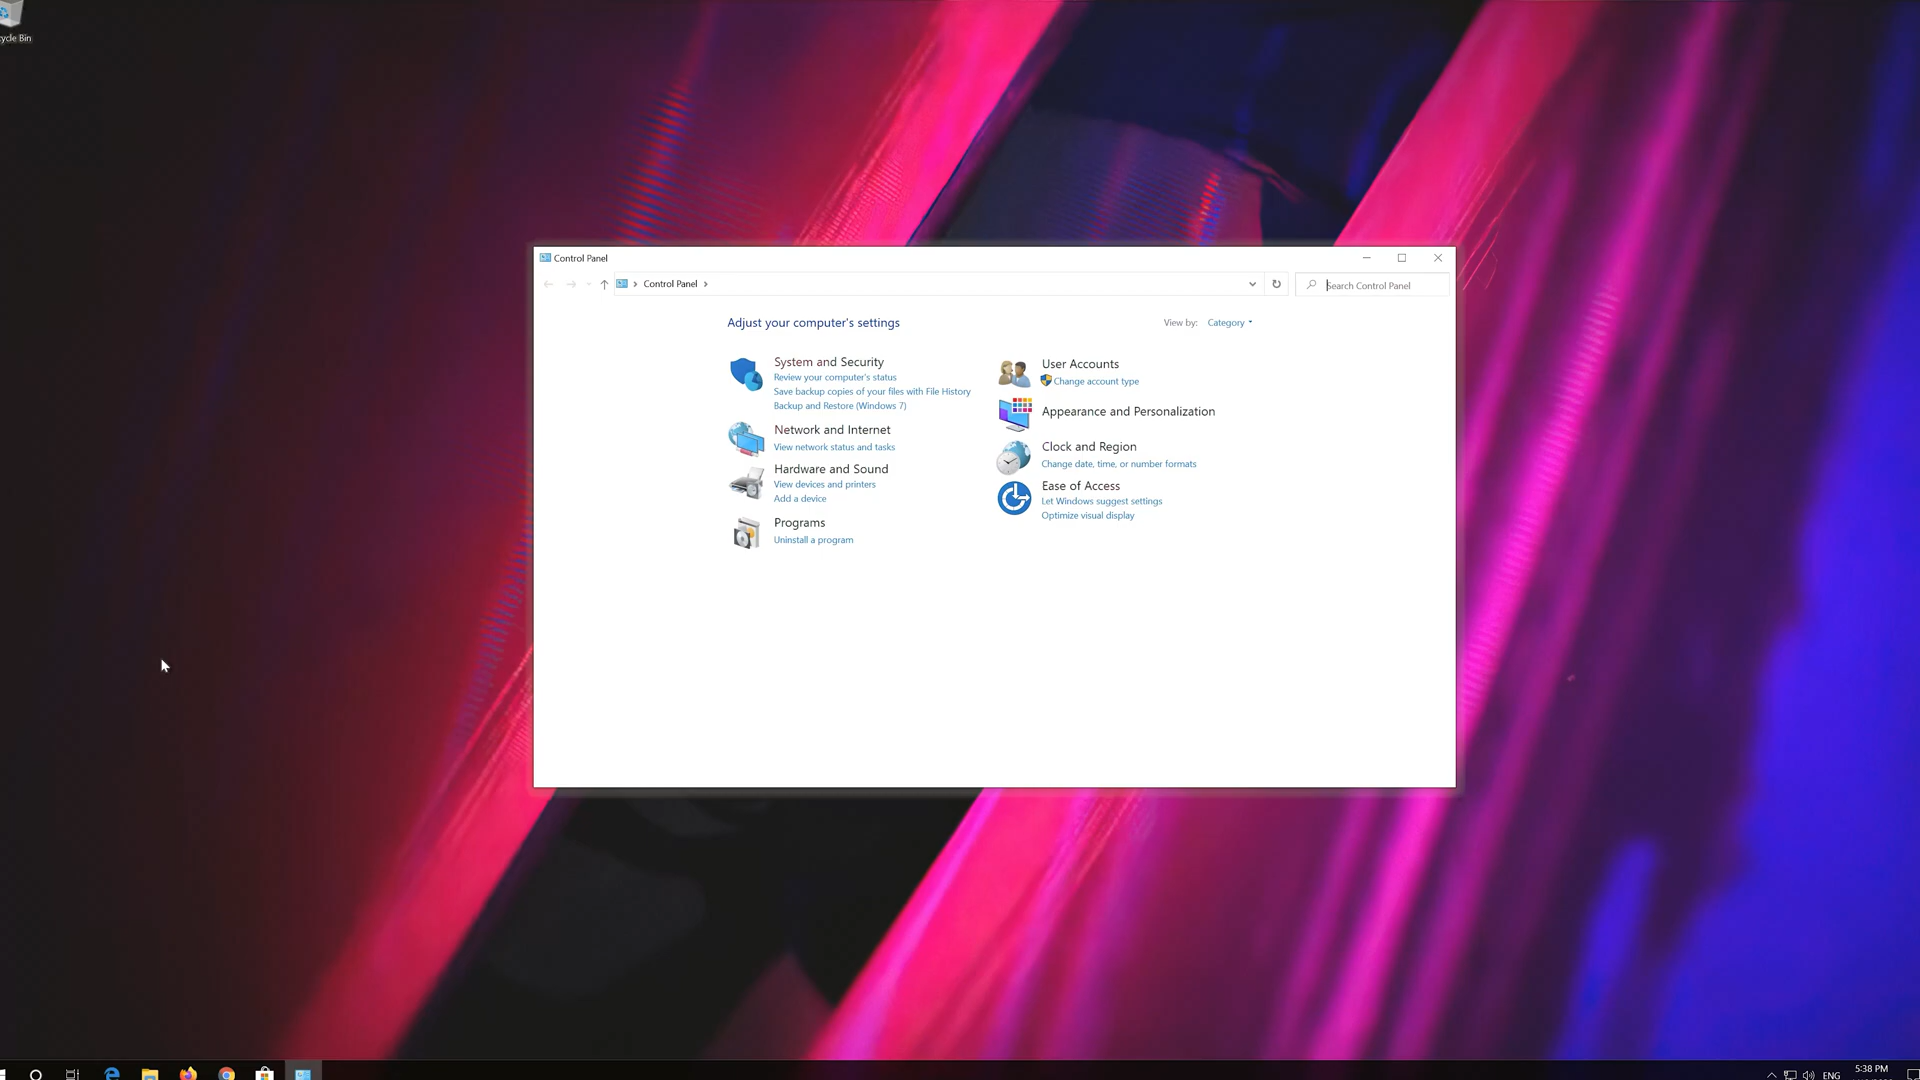 Control Panel
Control Panel
Search Control Panel
Adjust your computer's settings
View by: Category
System and Security
Review your computer's status
Save backup copies of your files with File History
Backup and Restore (Windows 7)
Network and Internet
View network status and tasks
Hardware and Sound
View devices and printers
Add a device
Programs
Uninstall a program
User Accounts
Change account type
Appearance and Personalization
Clock and Region
Change date, time, or number formats
Ease of Access
Let Windows suggest settings
Optimize visual display
cycle Bin
ENG
5:38 PM